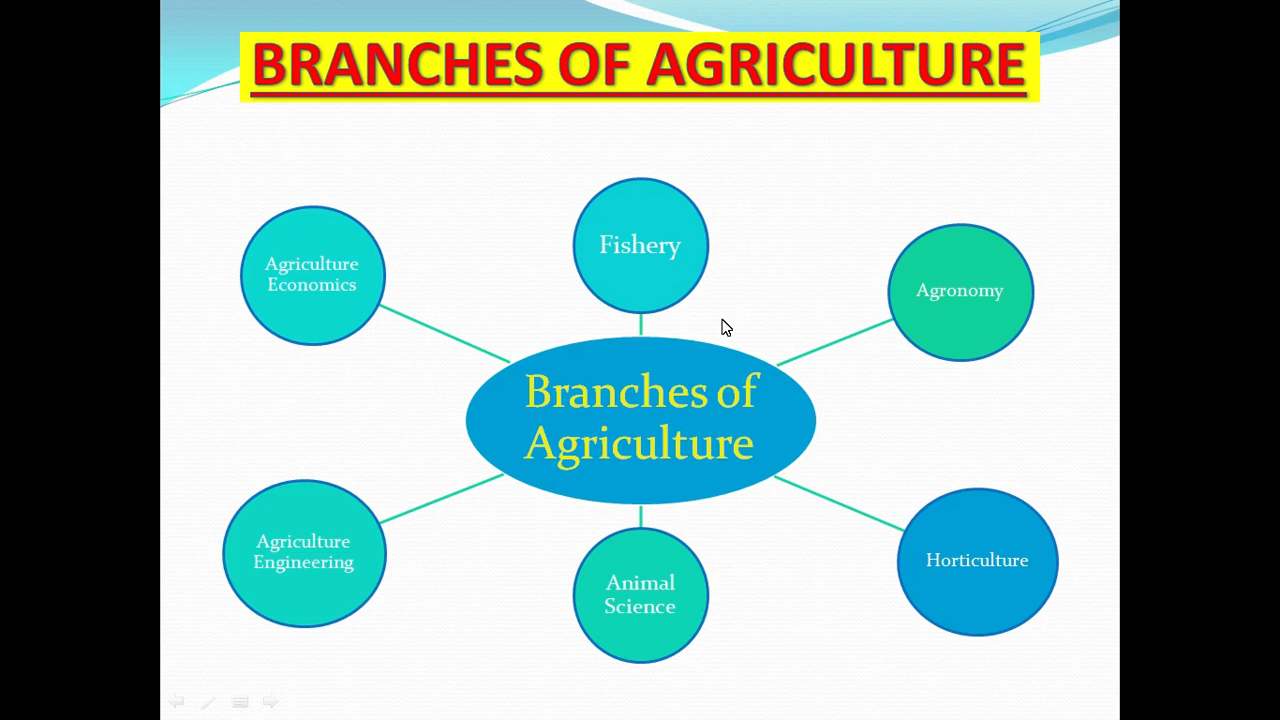 BRANCHES OF AGRICULTURE
Fishery
Agriculture
Economics
Agronomy
Branches of
Agriculture
Agriculture
Engineering
Animal
Science
Horticulture